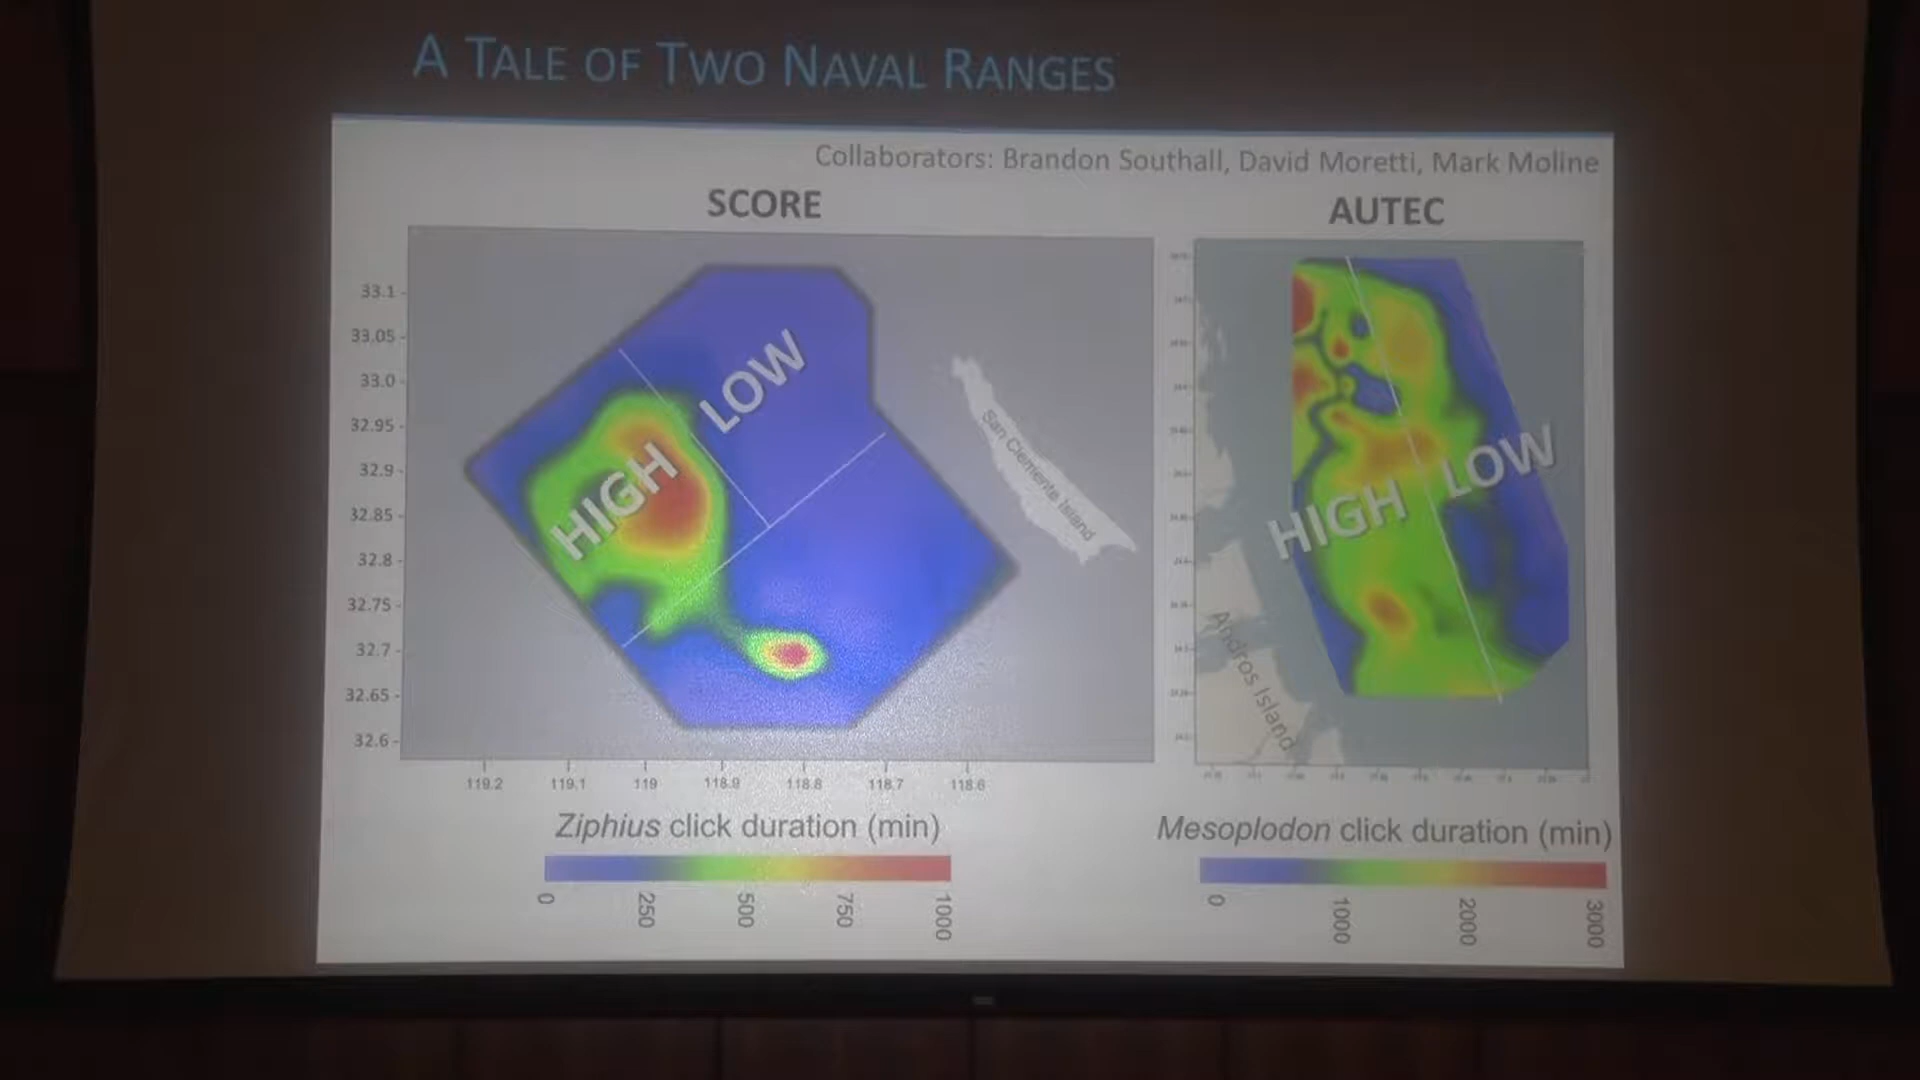 A TALE OF TWO NAVAL RANGES
Collaborators: Brandon Southall, David Moretti, Mark Moline
SCORE
AUTEC
33.1
33.05
33.0
32.95
32.9
32.85
32.8
32.75
32.7
32.65
32.6
HIGH
LOW
San Clemente Island
HIGH
LOW
Andros Island
119.2 119.1 119 118.9 118.8 118.7 118.6
Ziphius click duration (min)
0 250 500 750 1000
Mesoplodon click duration (min)
0 1000 2000 3000